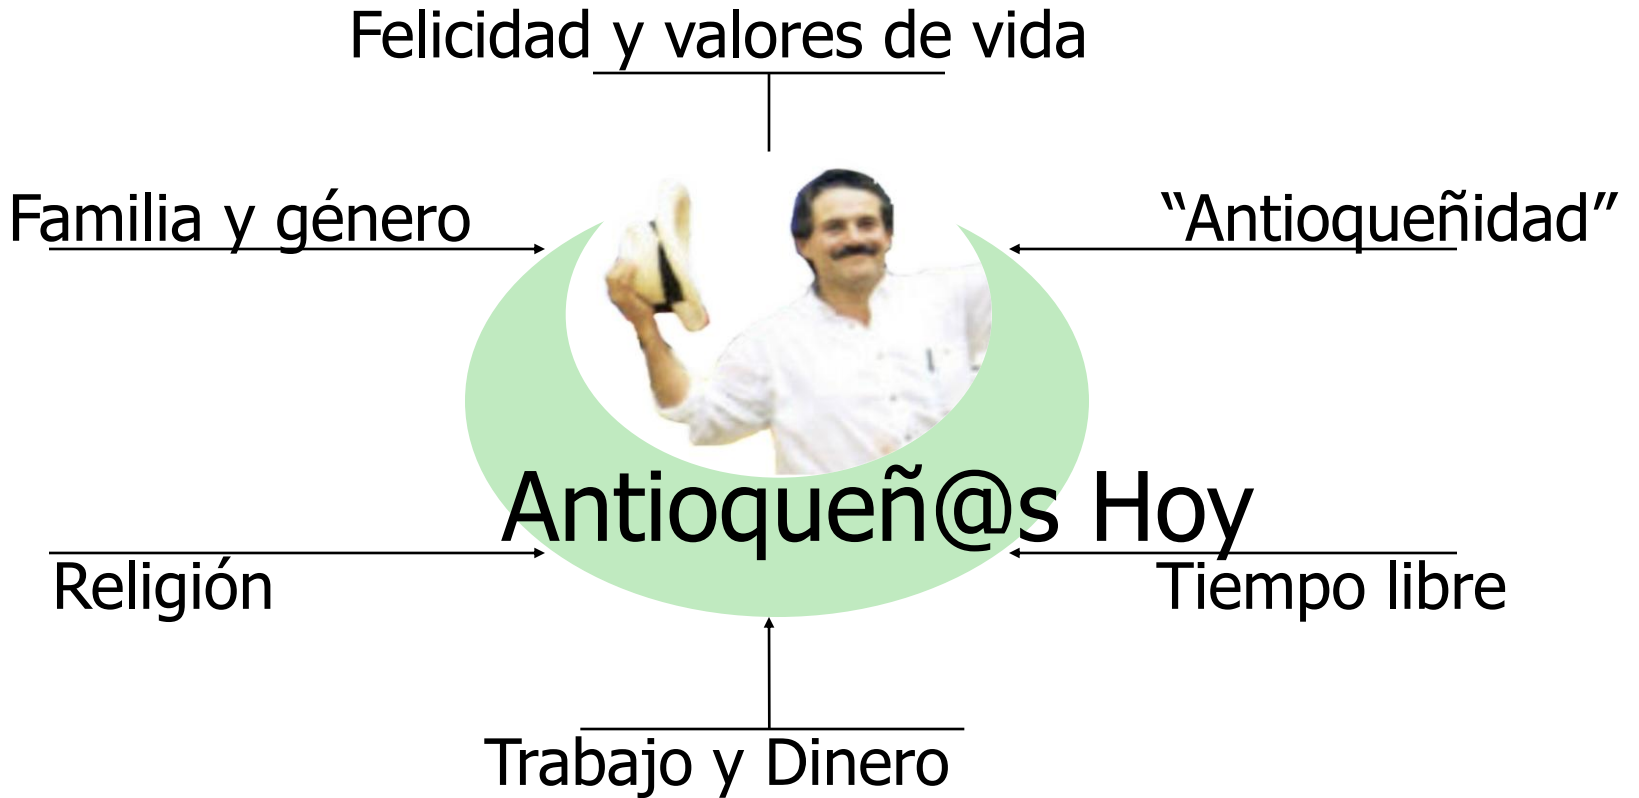 Felicidad y valores de vida
Familia y género
“Antioqueñidad”
Antioqueñ@s Hoy
Religión
Tiempo libre
Trabajo y Dinero